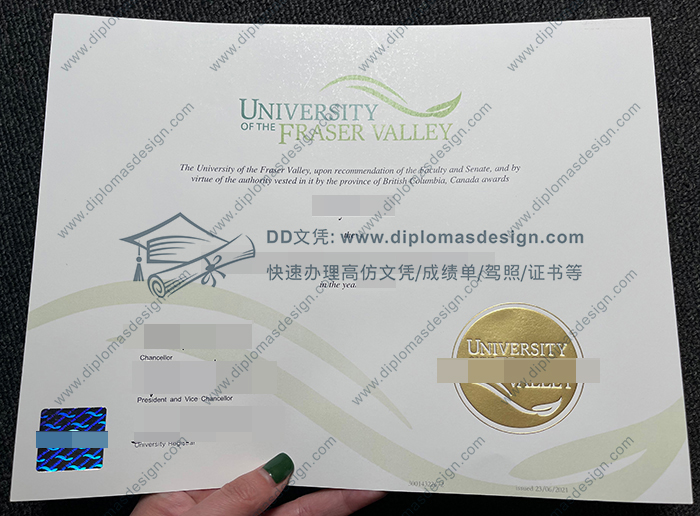 UNIVERSITY
OF THE FRASER VALLEY
The University of the Fraser Valley, upon recommendation of the Faculty and Senate, and by
virtue of the authority vested in it by the province of British Columbia, Canada awards
DD文凭: www.diplomasdesign.com
快速办理高仿文凭/成绩单/驾照/证书等
in the year
Chancellor
President and Vice Chancellor
University Registrar
UNIVERSITY
VALLEY
issued 23/06/2021
www.diplomasdesign.com